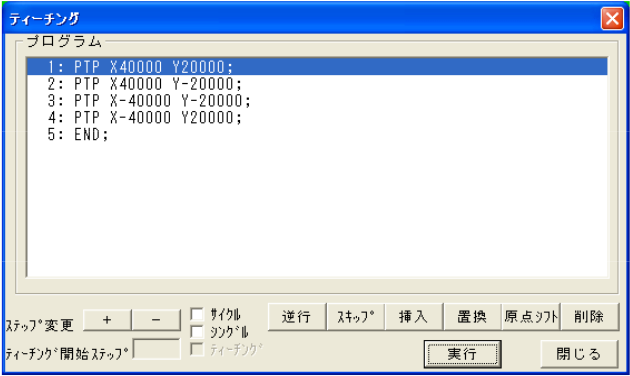 ティーチング
プログラム
1: PTP X40000 Y20000;
2: PTP X40000 Y-20000;
3: PTP X-40000 Y-20000;
4: PTP X-40000 Y20000;
5: END;
ｽﾃｯﾌﾟ変更 + - サイクル 逆行 ｽｷｯﾌﾟ 挿入 置換 原点ｼﾌﾄ 削除
シングル
ﾃｨｰﾁﾝｸﾞ開始ｽﾃｯﾌﾟ ティーチング 実行 閉じる